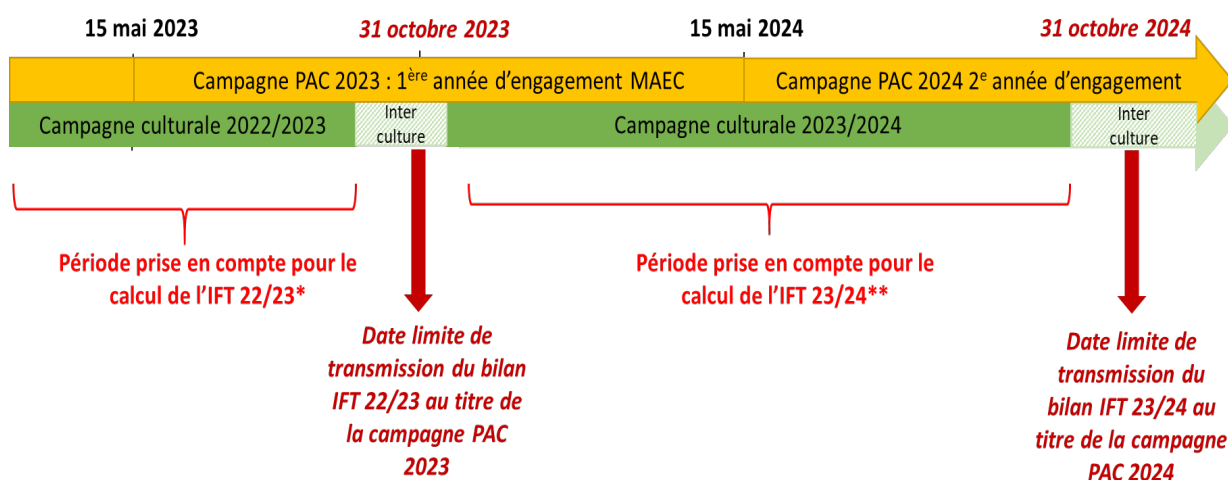 15 mai 2023
31 octobre 2023
15 mai 2024
31 octobre 2024
Campagne PAC 2023 : 1ère année d’engagement MAEC
Campagne PAC 2024 2e année d’engagement
Campagne culturale 2022/2023
Inter
culture
Campagne culturale 2023/2024
Inter
culture
Période prise en compte pour le
calcul de l’IFT 22/23*
Période prise en compte pour le
calcul de l’IFT 23/24**
Date limite de
transmission du bilan
IFT 22/23 au titre de
la campagne PAC
2023
Date limite de
transmission du
bilan IFT 23/24 au
titre de la campagne
PAC 2024